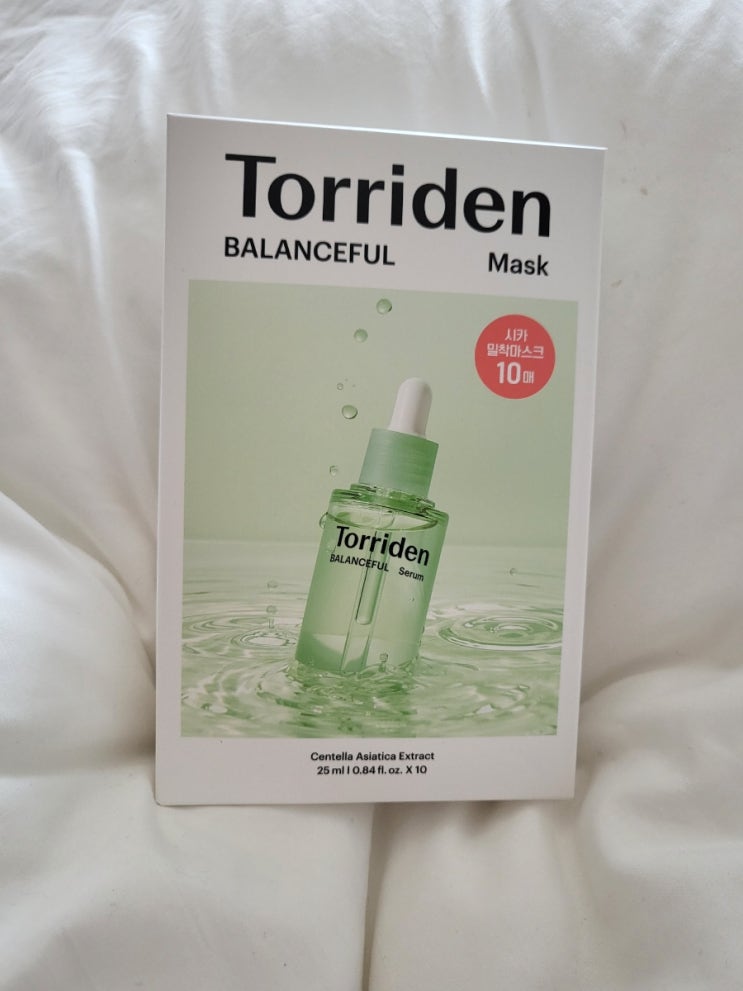 Torriden
BALANCEFUL Mask
시카
밀착마스크
10매
Torriden
BALANCEFUL Serum
Centella Asiatica Extract
25 ml l 0.84 fl. oz. X 10